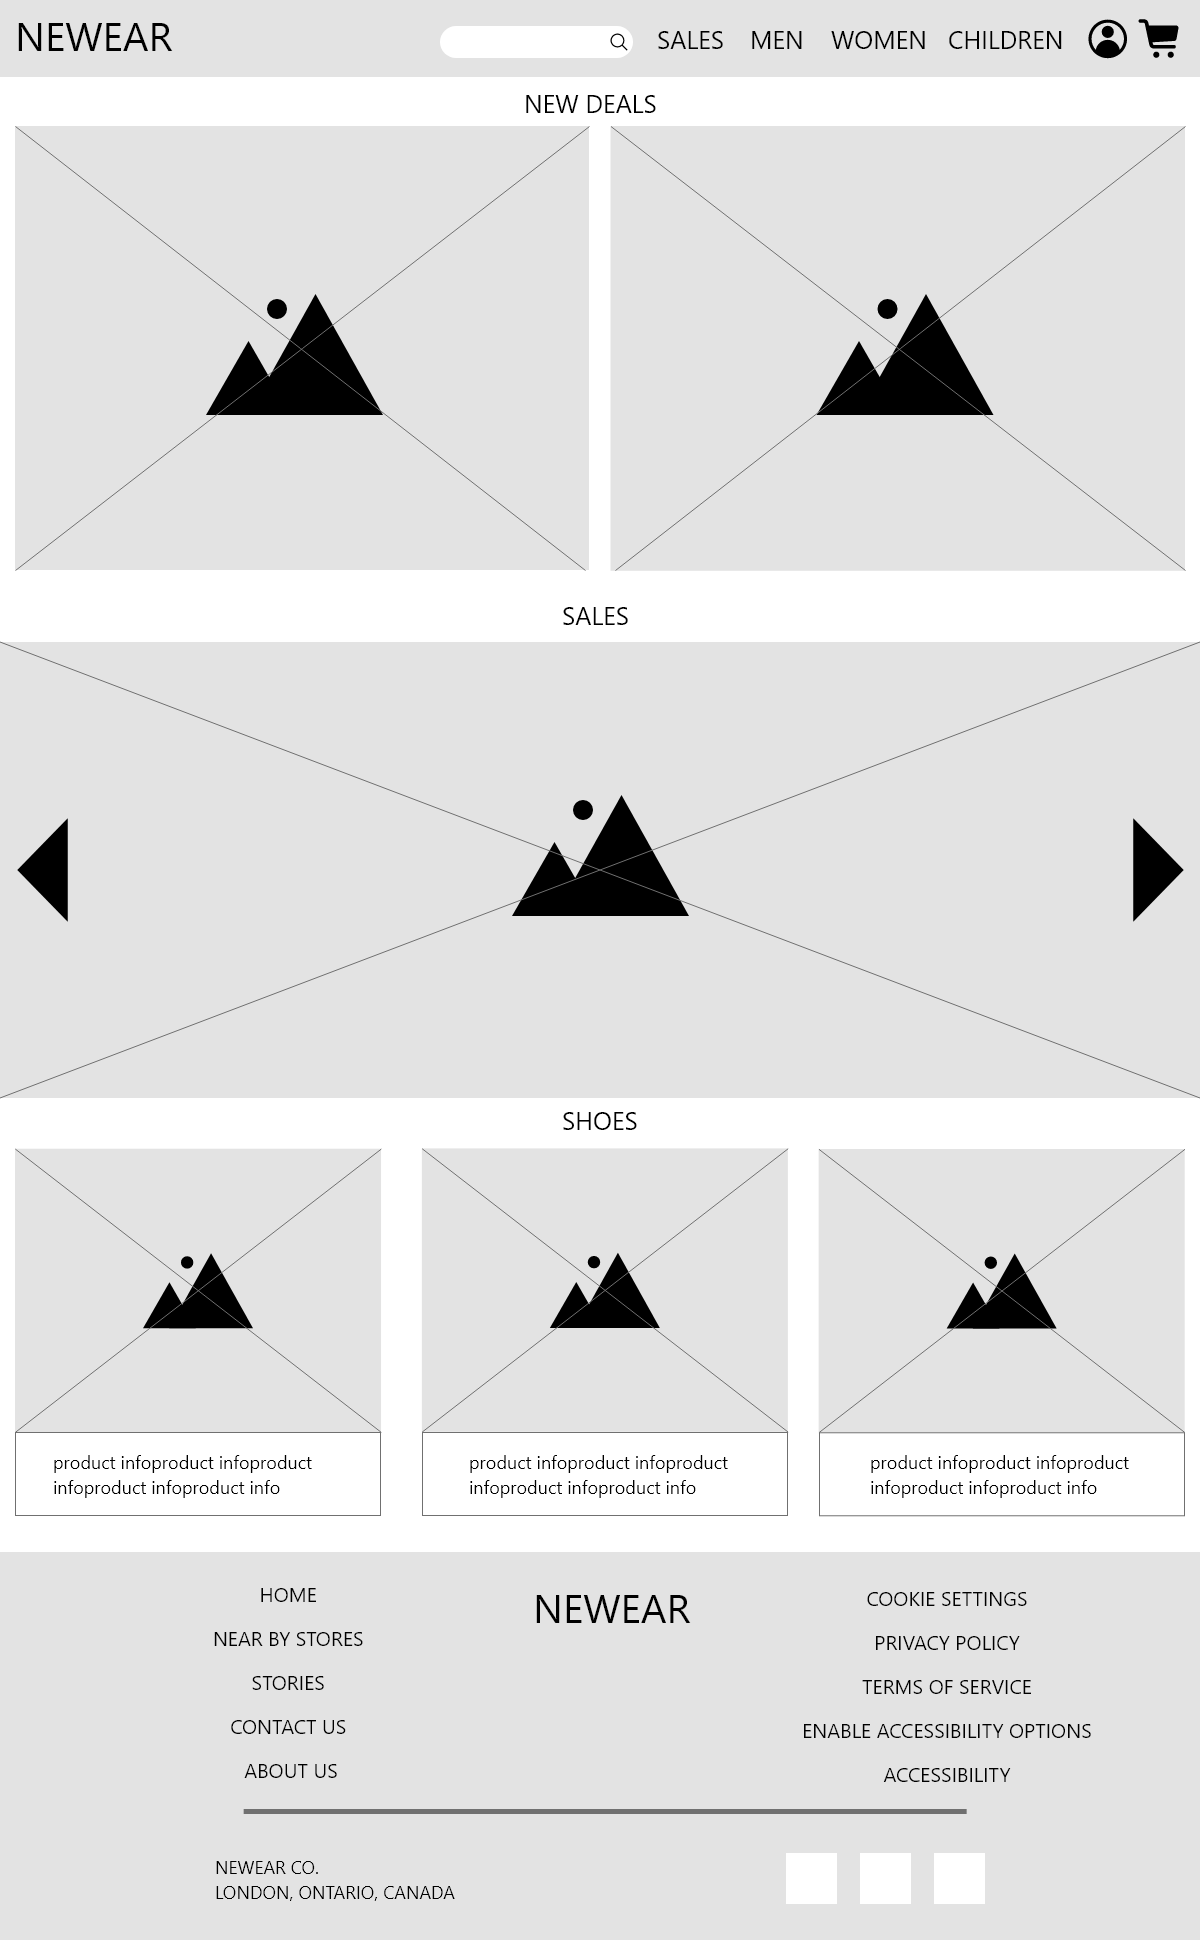 NEWEAR
SALES MEN WOMEN CHILDREN
NEW DEALS
SALES
SHOES
product infoproduct infoproduct
infoproduct infoproduct info
product infoproduct infoproduct
infoproduct infoproduct info
product infoproduct infoproduct
infoproduct infoproduct info
HOME
NEAR BY STORES
STORIES
CONTACT US
ABOUT US
NEWEAR
COOKIE SETTINGS
PRIVACY POLICY
TERMS OF SERVICE
ENABLE ACCESSIBILITY OPTIONS
ACCESSIBILITY
NEWEAR CO.
LONDON, ONTARIO, CANADA